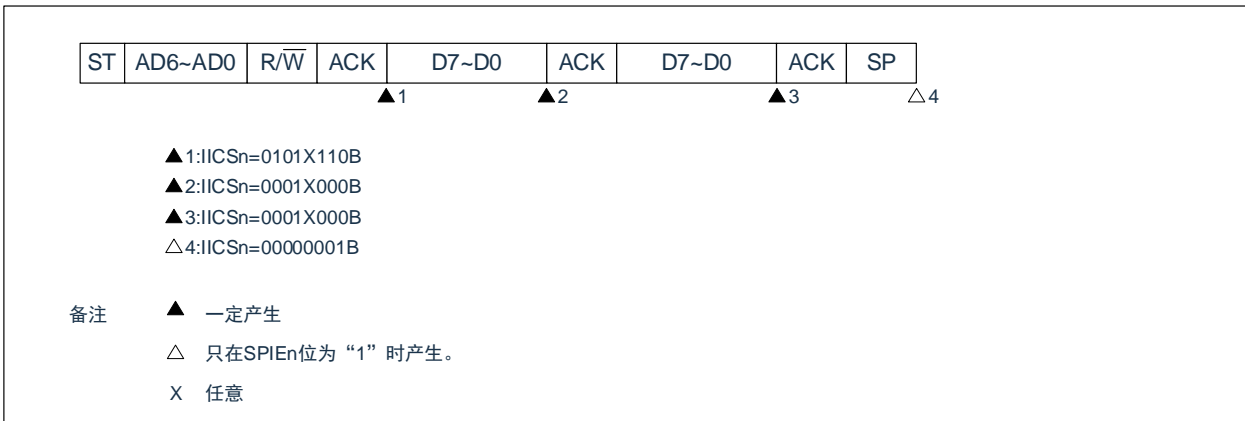 ST AD6~AD0 R/W̅ ACK D7~D0 ACK D7~D0 ACK SP
▲1 ▲2 ▲3 △4
▲1:IICSn=0101X110B
▲2:IICSn=0001X000B
▲3:IICSn=0001X000B
△4:IICSn=00000001B
备注 ▲ 一定产生
△ 只在SPIEn位为“1”时产生。
X 任意